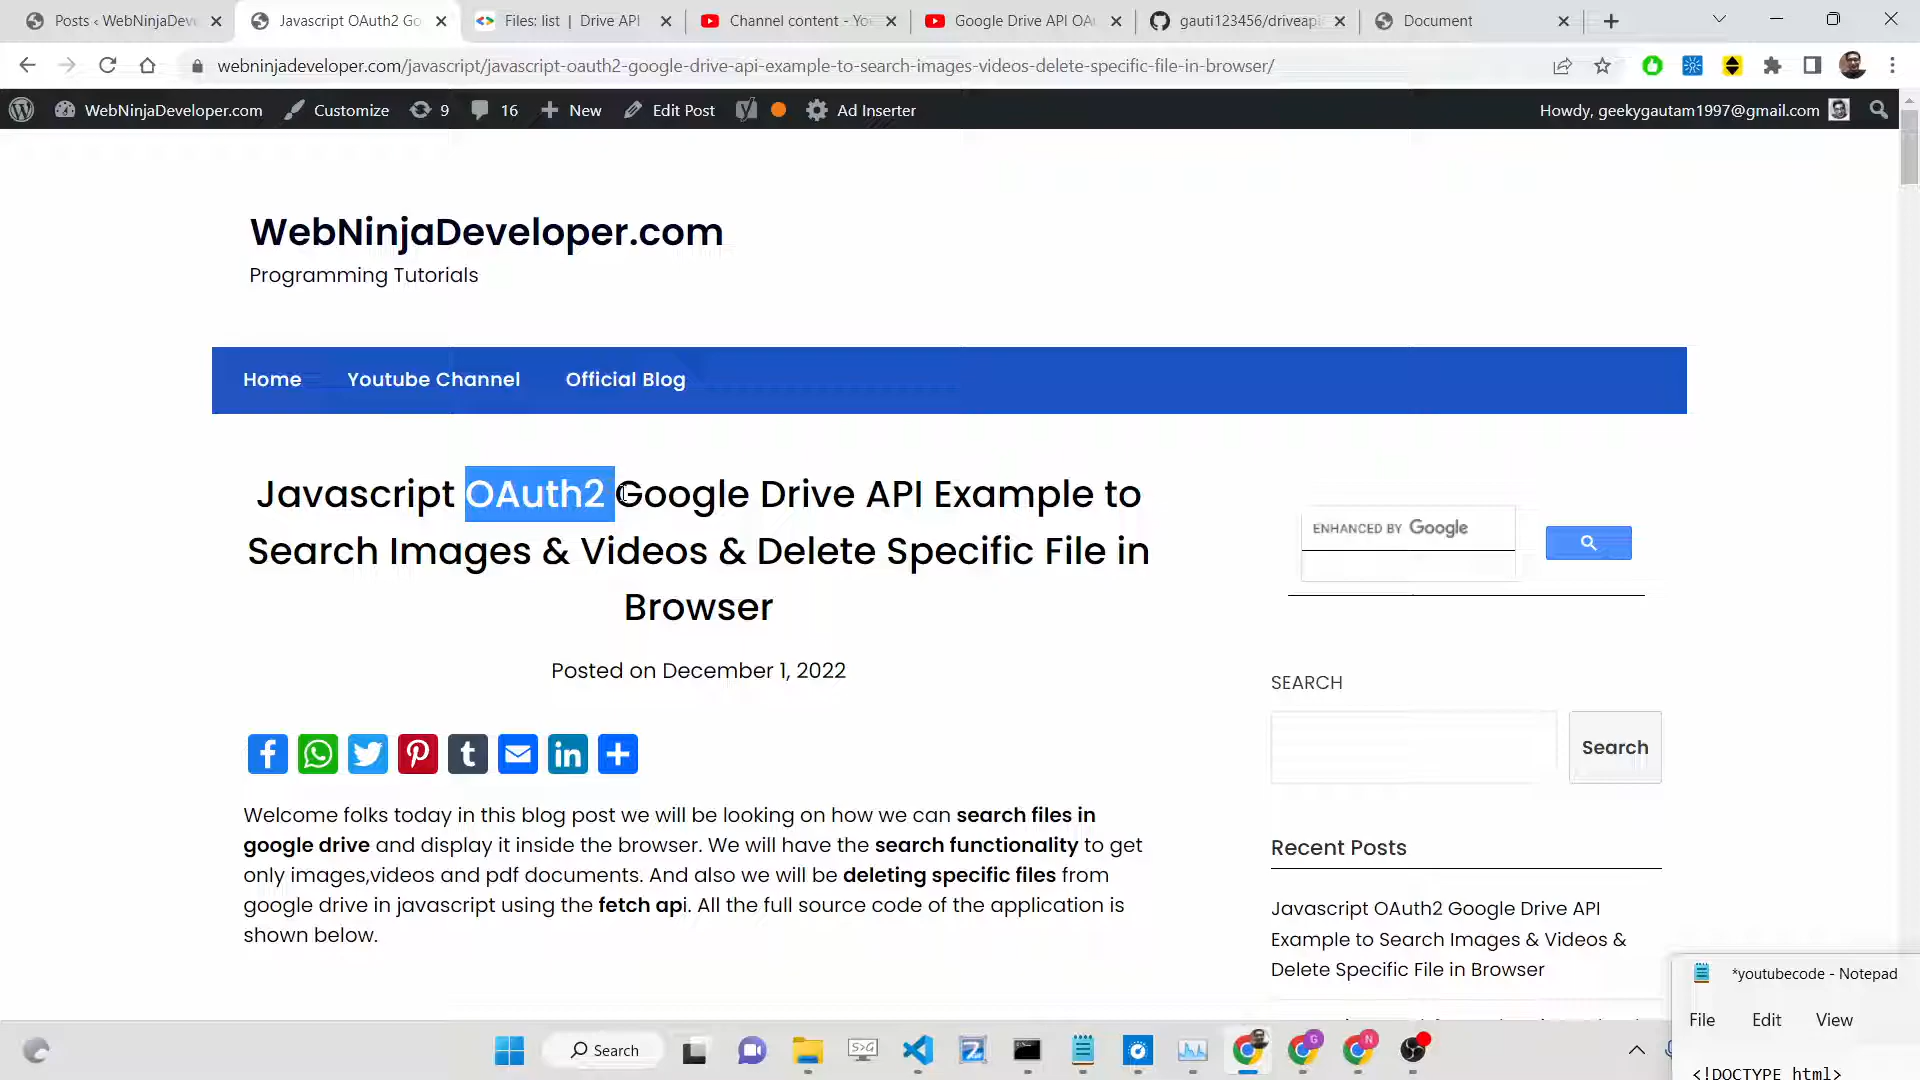 Posts ‹ WebNinjaDeve
Javascript OAuth2 Go
Files: list | Drive API
Channel content - Yo
Google Drive API OA
gauti123456/driveapi
Document
webninjadeveloper.com/javascript/javascript-oauth2-google-drive-api-example-to-search-images-videos-delete-specific-file-in-browser/
WebNinjaDeveloper.com
Customize
9
16
New
Edit Post
Ad Inserter
Howdy, geekygautam1997@gmail.com
WebNinjaDeveloper.com
Programming Tutorials
Home
Youtube Channel
Official Blog
Javascript OAuth2 Google Drive API Example to
Search Images & Videos & Delete Specific File in
Browser
Posted on December 1, 2022
Welcome folks today in this blog post we will be looking on how we can search files in
google drive and display it inside the browser. We will have the search functionality to get
only images,videos and pdf documents. And also we will be deleting specific files from
google drive in javascript using the fetch api. All the full source code of the application is
shown below.
ENHANCED BY Google
SEARCH
Search
Recent Posts
Javascript OAuth2 Google Drive API
Example to Search Images & Videos &
Delete Specific File in Browser
*youtubecode - Notepad
File
Edit
View
<!DOCTYPE html>
Search